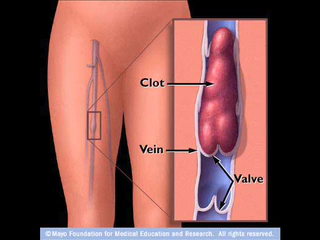 Clot
Vein
Valve
©Mayo Foundation for Medical Education and Research. All rights reserved.